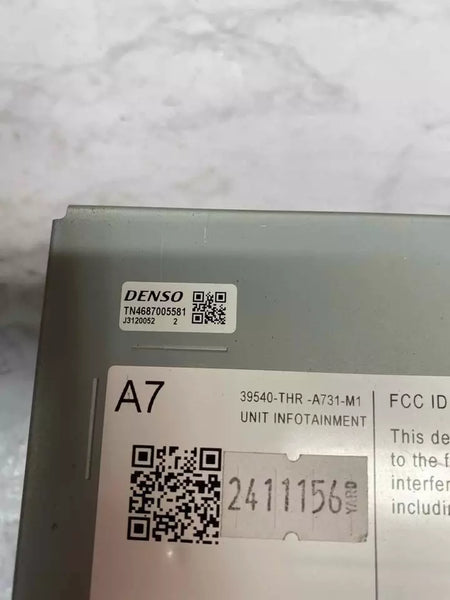 DENSO
TN4687005581
J3120052 2
A7
39540-THR -A731-M1
UNIT INFOTAINMENT
2411156
YARD
FCC ID
This de
to the f
interfer
includin